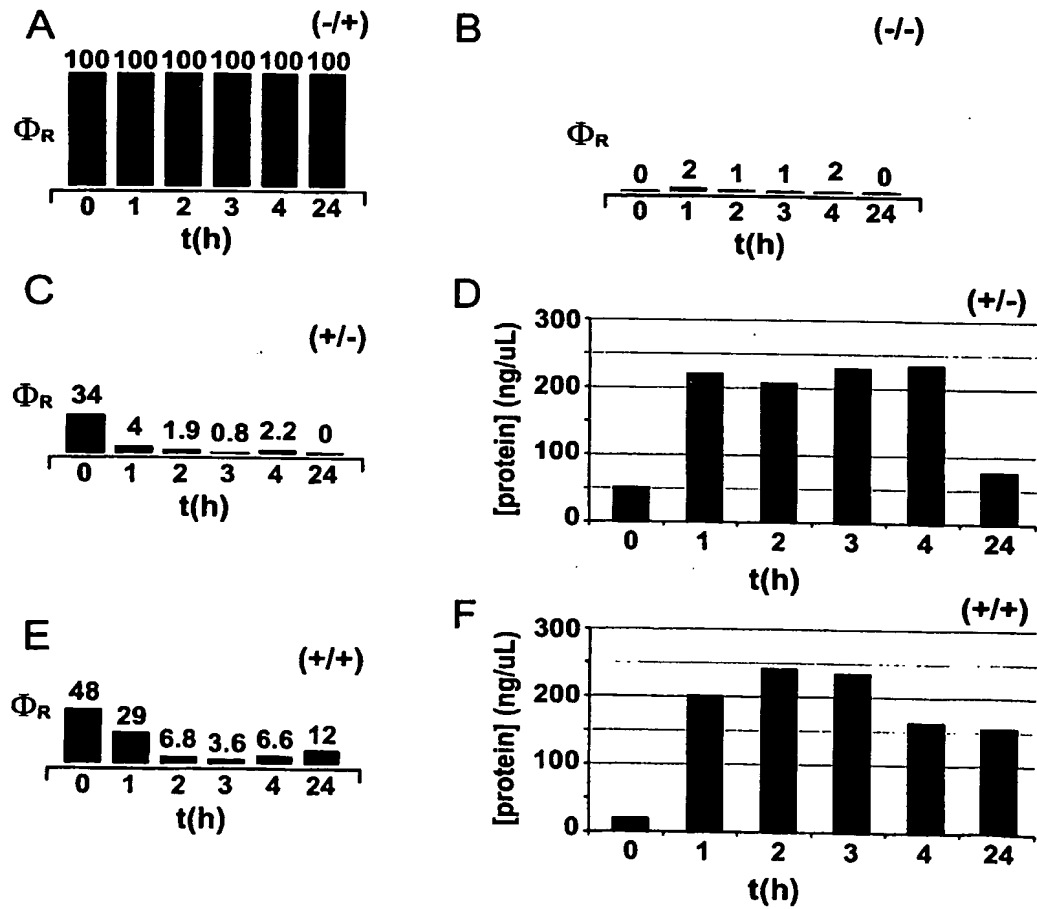 A
(-/+)
100 100 100 100 100 100
ΦR
0 1 2 3 4 24
t(h)
B
(-/-)
ΦR
0 2 1 1 2 0
0 1 2 3 4 24
t(h)
C
(+/-)
ΦR
34 4 1.9 0.8 2.2 0
0 1 2 3 4 24
t(h)
D
(+/-)
[protein] (ng/uL)
300
200
100
0
0 1 2 3 4 24
t(h)
E
(+/+)
ΦR
48 29 6.8 3.6 6.6 12
0 1 2 3 4 24
t(h)
F
(+/+)
[protein] (ng/uL)
300
200
100
0
0 1 2 3 4 24
t(h)